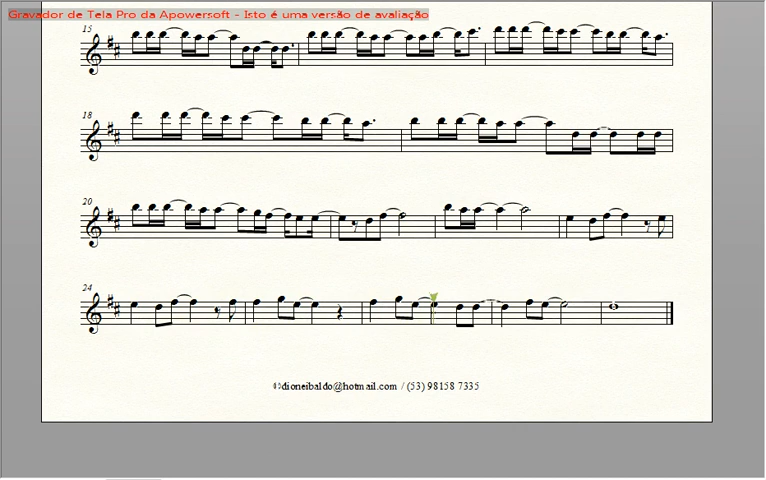 Gravador de Tela Pro da Apowersoft - Isto é uma versão de avaliação
15
18
20
24
©dioneibaldo@hotmail.com / (53) 98158 7335